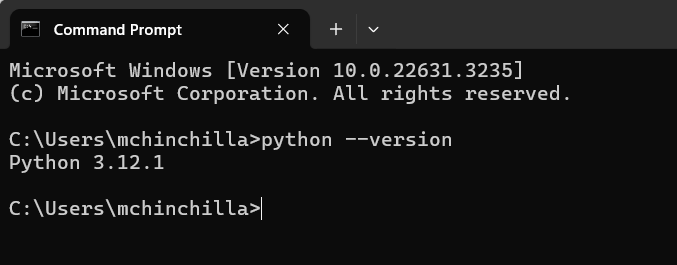 Command Prompt
Microsoft Windows [Version 10.0.22631.3235]
(c) Microsoft Corporation. All rights reserved.
C:\Users\mchinchilla>python --version
Python 3.12.1
C:\Users\mchinchilla>